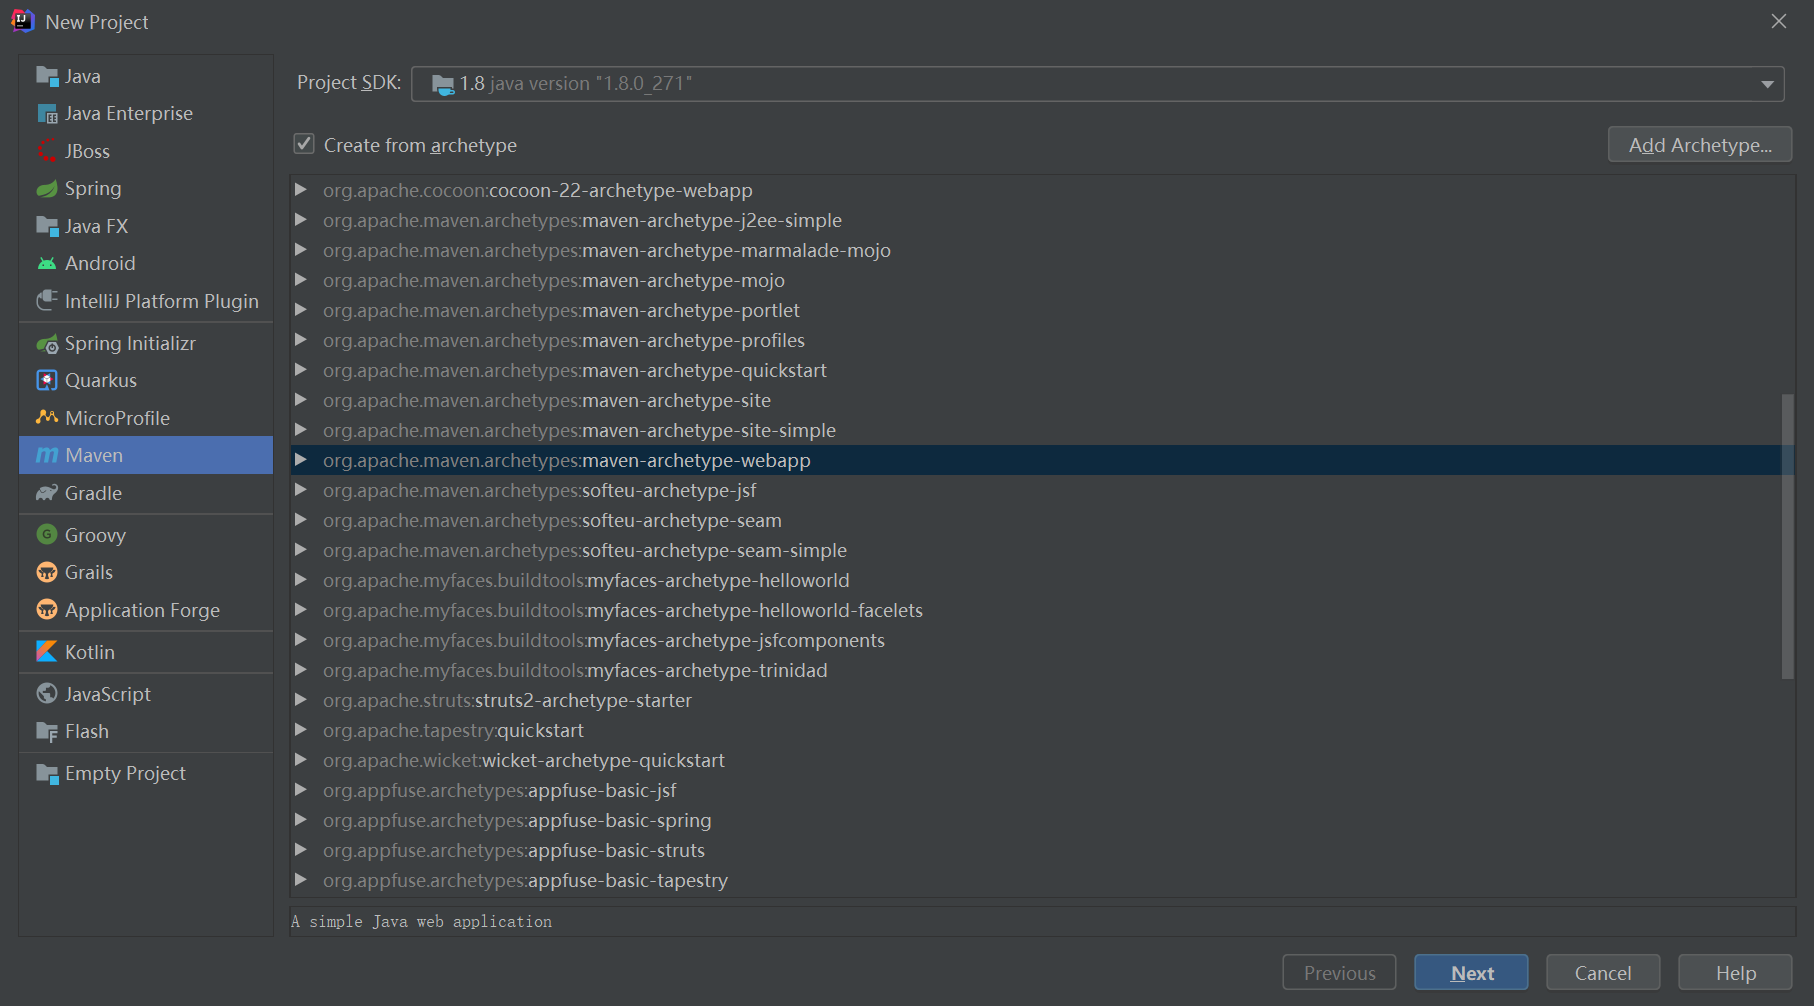 New Project
Java
Java Enterprise
JBoss
Spring
Java FX
Android
IntelliJ Platform Plugin
Spring Initializr
Quarkus
MicroProfile
Maven
Gradle
Groovy
Grails
Application Forge
Kotlin
JavaScript
Flash
Empty Project
Project SDK: 1.8 java version "1.8.0_271"
Create from archetype
Add Archetype...
org.apache.cocoon:cocoon-22-archetype-webapp
org.apache.maven.archetypes:maven-archetype-j2ee-simple
org.apache.maven.archetypes:maven-archetype-marmalade-mojo
org.apache.maven.archetypes:maven-archetype-mojo
org.apache.maven.archetypes:maven-archetype-portlet
org.apache.maven.archetypes:maven-archetype-profiles
org.apache.maven.archetypes:maven-archetype-quickstart
org.apache.maven.archetypes:maven-archetype-site
org.apache.maven.archetypes:maven-archetype-site-simple
org.apache.maven.archetypes:maven-archetype-webapp
org.apache.maven.archetypes:softeu-archetype-jsf
org.apache.maven.archetypes:softeu-archetype-seam
org.apache.maven.archetypes:softeu-archetype-seam-simple
org.apache.myfaces.buildtools:myfaces-archetype-helloworld
org.apache.myfaces.buildtools:myfaces-archetype-helloworld-facelets
org.apache.myfaces.buildtools:myfaces-archetype-jsfcomponents
org.apache.myfaces.buildtools:myfaces-archetype-trinidad
org.apache.struts:struts2-archetype-starter
org.apache.tapestry:quickstart
org.apache.wicket:wicket-archetype-quickstart
org.appfuse.archetypes:appfuse-basic-jsf
org.appfuse.archetypes:appfuse-basic-spring
org.appfuse.archetypes:appfuse-basic-struts
org.appfuse.archetypes:appfuse-basic-tapestry
A simple Java web application
Previous
Next
Cancel
Help